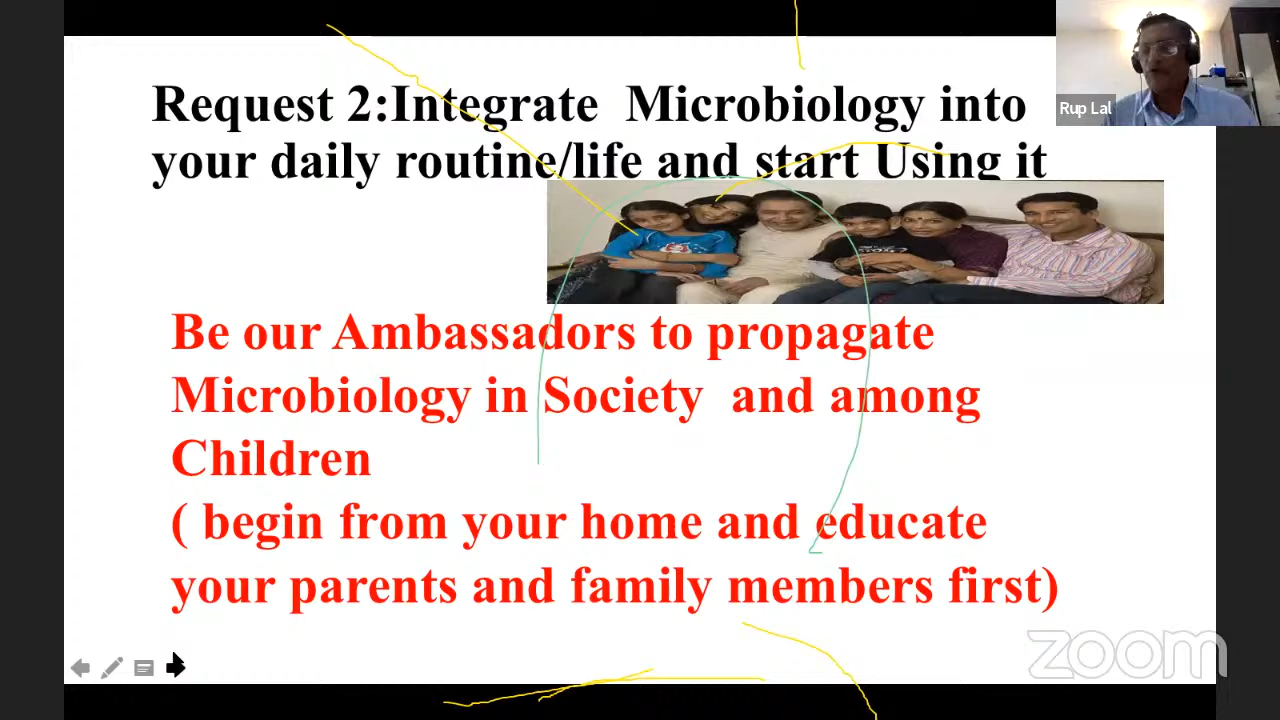 Request 2:Integrate  Microbiology into
your daily routine/life and start Using it
Rup Lal
Be our Ambassadors to propagate
Microbiology in Society  and among
Children
( begin from your home and educate
your parents and family members first)
zoom